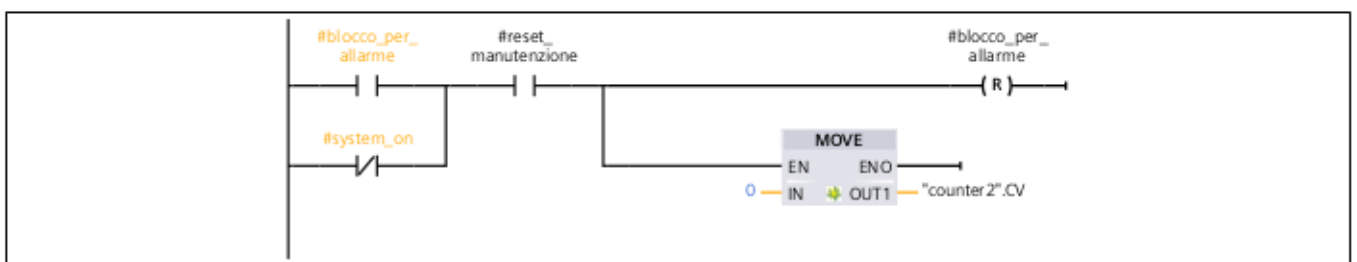 #blocco_per_
allarme
#reset_
manutenzione
#blocco_per_
allarme
( R )
#system_on
MOVE
EN ENO
0 IN OUT1 "counter2".CV